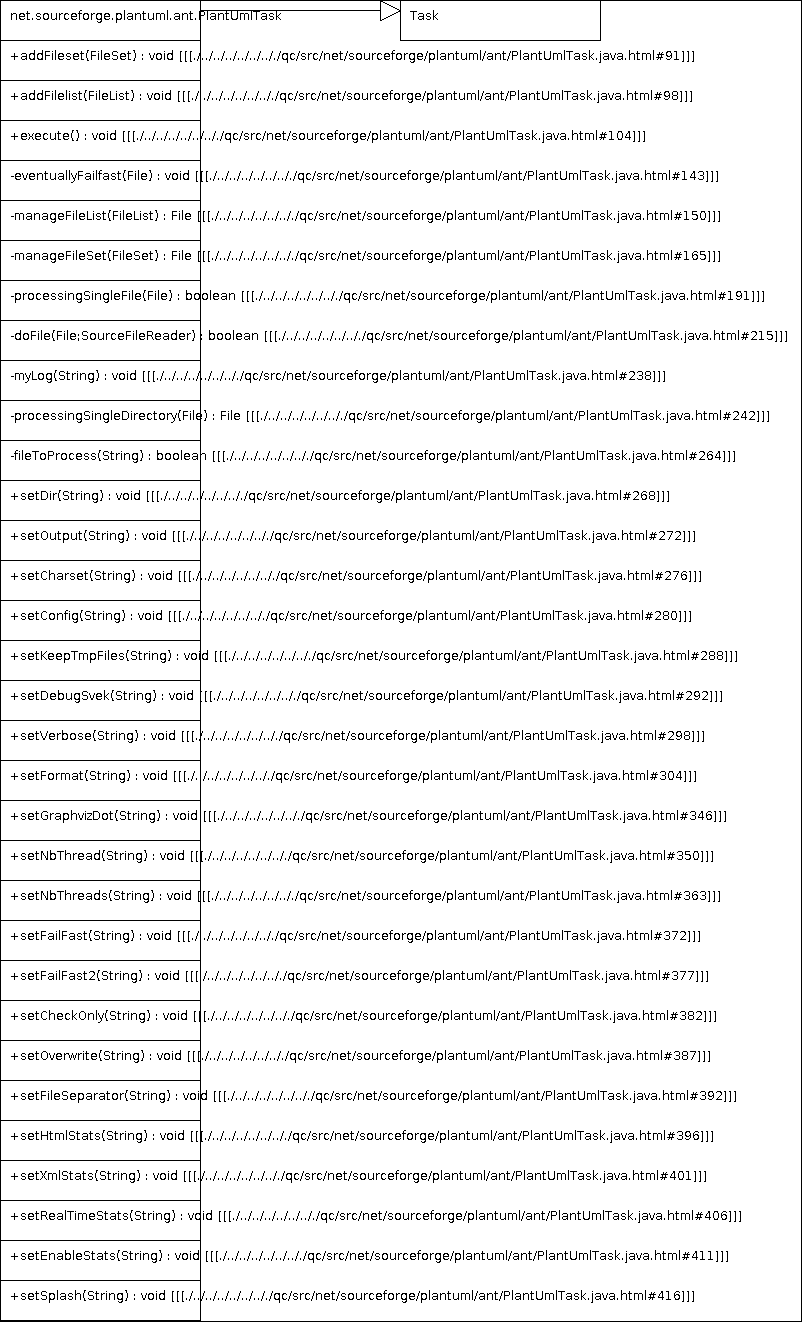 net.sourceforge.plantuml.ant.PlantUmlTask
Task
+addFileset(FileSet) : void [[[./../../../../../../../qc/src/net/sourceforge/plantuml/ant/PlantUmlTask.java.html#91]]]
+addFilelist(FileList) : void [[[./../../../../../../../qc/src/net/sourceforge/plantuml/ant/PlantUmlTask.java.html#98]]]
+execute() : void [[[./../../../../../../../qc/src/net/sourceforge/plantuml/ant/PlantUmlTask.java.html#104]]]
-eventuallyFailfast(File) : void [[[./../../../../../../../qc/src/net/sourceforge/plantuml/ant/PlantUmlTask.java.html#143]]]
-manageFileList(FileList) : File [[[./../../../../../../../qc/src/net/sourceforge/plantuml/ant/PlantUmlTask.java.html#150]]]
-manageFileSet(FileSet) : File [[[./../../../../../../../qc/src/net/sourceforge/plantuml/ant/PlantUmlTask.java.html#165]]]
-processingSingleFile(File) : boolean [[[./../../../../../../../qc/src/net/sourceforge/plantuml/ant/PlantUmlTask.java.html#191]]]
-doFile(File;SourceFileReader) : boolean [[[./../../../../../../../qc/src/net/sourceforge/plantuml/ant/PlantUmlTask.java.html#215]]]
-myLog(String) : void [[[./../../../../../../../qc/src/net/sourceforge/plantuml/ant/PlantUmlTask.java.html#238]]]
-processingSingleDirectory(File) : File [[[./../../../../../../../qc/src/net/sourceforge/plantuml/ant/PlantUmlTask.java.html#242]]]
-fileToProcess(String) : boolean [[[./../../../../../../../qc/src/net/sourceforge/plantuml/ant/PlantUmlTask.java.html#264]]]
+setDir(String) : void [[[./../../../../../../../qc/src/net/sourceforge/plantuml/ant/PlantUmlTask.java.html#268]]]
+setOutput(String) : void [[[./../../../../../../../qc/src/net/sourceforge/plantuml/ant/PlantUmlTask.java.html#272]]]
+setCharset(String) : void [[[./../../../../../../../qc/src/net/sourceforge/plantuml/ant/PlantUmlTask.java.html#276]]]
+setConfig(String) : void [[[./../../../../../../../qc/src/net/sourceforge/plantuml/ant/PlantUmlTask.java.html#280]]]
+setKeepTmpFiles(String) : void [[[./../../../../../../../qc/src/net/sourceforge/plantuml/ant/PlantUmlTask.java.html#288]]]
+setDebugSvek(String) : void [[[./../../../../../../../qc/src/net/sourceforge/plantuml/ant/PlantUmlTask.java.html#292]]]
+setVerbose(String) : void [[[./../../../../../../../qc/src/net/sourceforge/plantuml/ant/PlantUmlTask.java.html#298]]]
+setFormat(String) : void [[[./../../../../../../../qc/src/net/sourceforge/plantuml/ant/PlantUmlTask.java.html#304]]]
+setGraphvizDot(String) : void [[[./../../../../../../../qc/src/net/sourceforge/plantuml/ant/PlantUmlTask.java.html#346]]]
+setNbThread(String) : void [[[./../../../../../../../qc/src/net/sourceforge/plantuml/ant/PlantUmlTask.java.html#350]]]
+setNbThreads(String) : void [[[./../../../../../../../qc/src/net/sourceforge/plantuml/ant/PlantUmlTask.java.html#363]]]
+setFailFast(String) : void [[[./../../../../../../../qc/src/net/sourceforge/plantuml/ant/PlantUmlTask.java.html#372]]]
+setFailFast2(String) : void [[[./../../../../../../../qc/src/net/sourceforge/plantuml/ant/PlantUmlTask.java.html#377]]]
+setCheckOnly(String) : void [[[./../../../../../../../qc/src/net/sourceforge/plantuml/ant/PlantUmlTask.java.html#382]]]
+setOverwrite(String) : void [[[./../../../../../../../qc/src/net/sourceforge/plantuml/ant/PlantUmlTask.java.html#387]]]
+setFileSeparator(String) : void [[[./../../../../../../../qc/src/net/sourceforge/plantuml/ant/PlantUmlTask.java.html#392]]]
+setHtmlStats(String) : void [[[./../../../../../../../qc/src/net/sourceforge/plantuml/ant/PlantUmlTask.java.html#396]]]
+setXmlStats(String) : void [[[./../../../../../../../qc/src/net/sourceforge/plantuml/ant/PlantUmlTask.java.html#401]]]
+setRealTimeStats(String) : void [[[./../../../../../../../qc/src/net/sourceforge/plantuml/ant/PlantUmlTask.java.html#406]]]
+setEnableStats(String) : void [[[./../../../../../../../qc/src/net/sourceforge/plantuml/ant/PlantUmlTask.java.html#411]]]
+setSplash(String) : void [[[./../../../../../../../qc/src/net/sourceforge/plantuml/ant/PlantUmlTask.java.html#416]]]